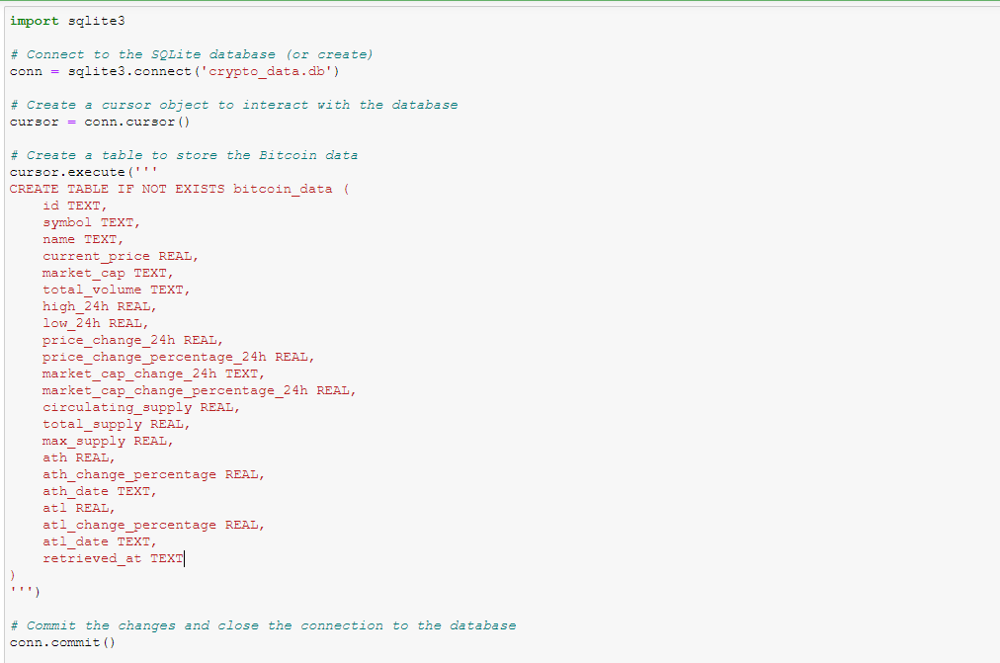 import sqlite3
# Connect to the SQLite database (or create)
conn = sqlite3.connect('crypto_data.db')
# Create a cursor object to interact with the database
cursor = conn.cursor()
# Create a table to store the Bitcoin data
cursor.execute('''
CREATE TABLE IF NOT EXISTS bitcoin_data (
    id TEXT,
    symbol TEXT,
    name TEXT,
    current_price REAL,
    market_cap TEXT,
    total_volume TEXT,
    high_24h REAL,
    low_24h REAL,
    price_change_24h REAL,
    price_change_percentage_24h REAL,
    market_cap_change_24h TEXT,
    market_cap_change_percentage_24h REAL,
    circulating_supply REAL,
    total_supply REAL,
    max_supply REAL,
    ath REAL,
    ath_change_percentage REAL,
    ath_date TEXT,
    atl REAL,
    atl_change_percentage REAL,
    atl_date TEXT,
    retrieved_at TEXT
)
''')
# Commit the changes and close the connection to the database
conn.commit()